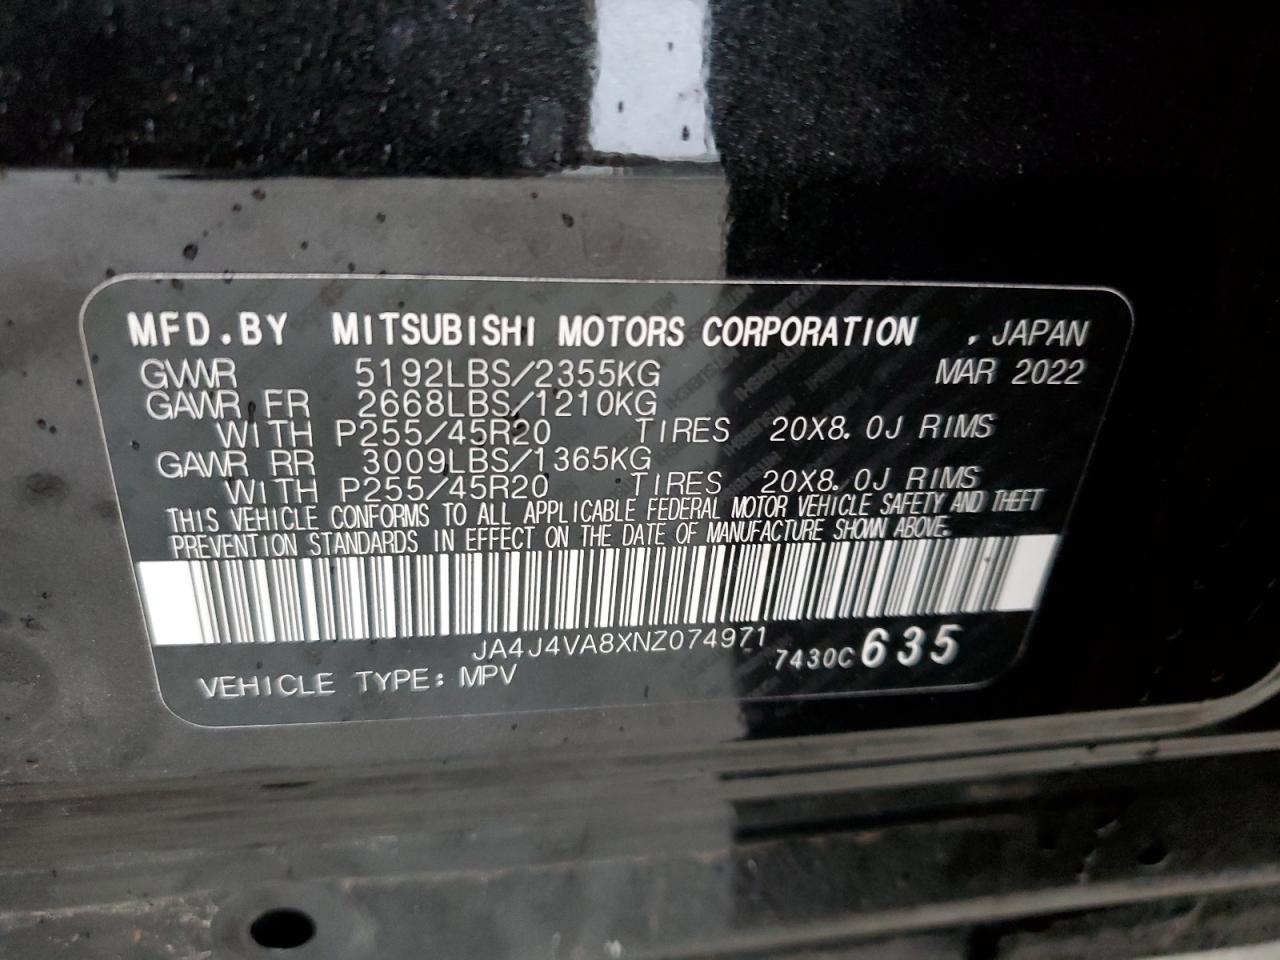 MFD.BY MITSUBISHI MOTORS CORPORATION , JAPAN
GVWR 5192LBS/2355KG MAR 2022
GAWR FR 2668LBS/1210KG
WITH P255/45R20 TIRES 20X8.0J RIMS
GAWR RR 3009LBS/1365KG
WITH P255/45R20 TIRES 20X8.0J RIMS
THIS VEHICLE CONFORMS TO ALL APPLICABLE FEDERAL MOTOR VEHICLE SAFETY AND THEFT
PREVENTION STANDARDS IN EFFECT ON THE DATE OF MANUFACTURE SHOWN ABOVE.
JA4J4VA8XNZ074971
7430C 635
VEHICLE TYPE: MPV